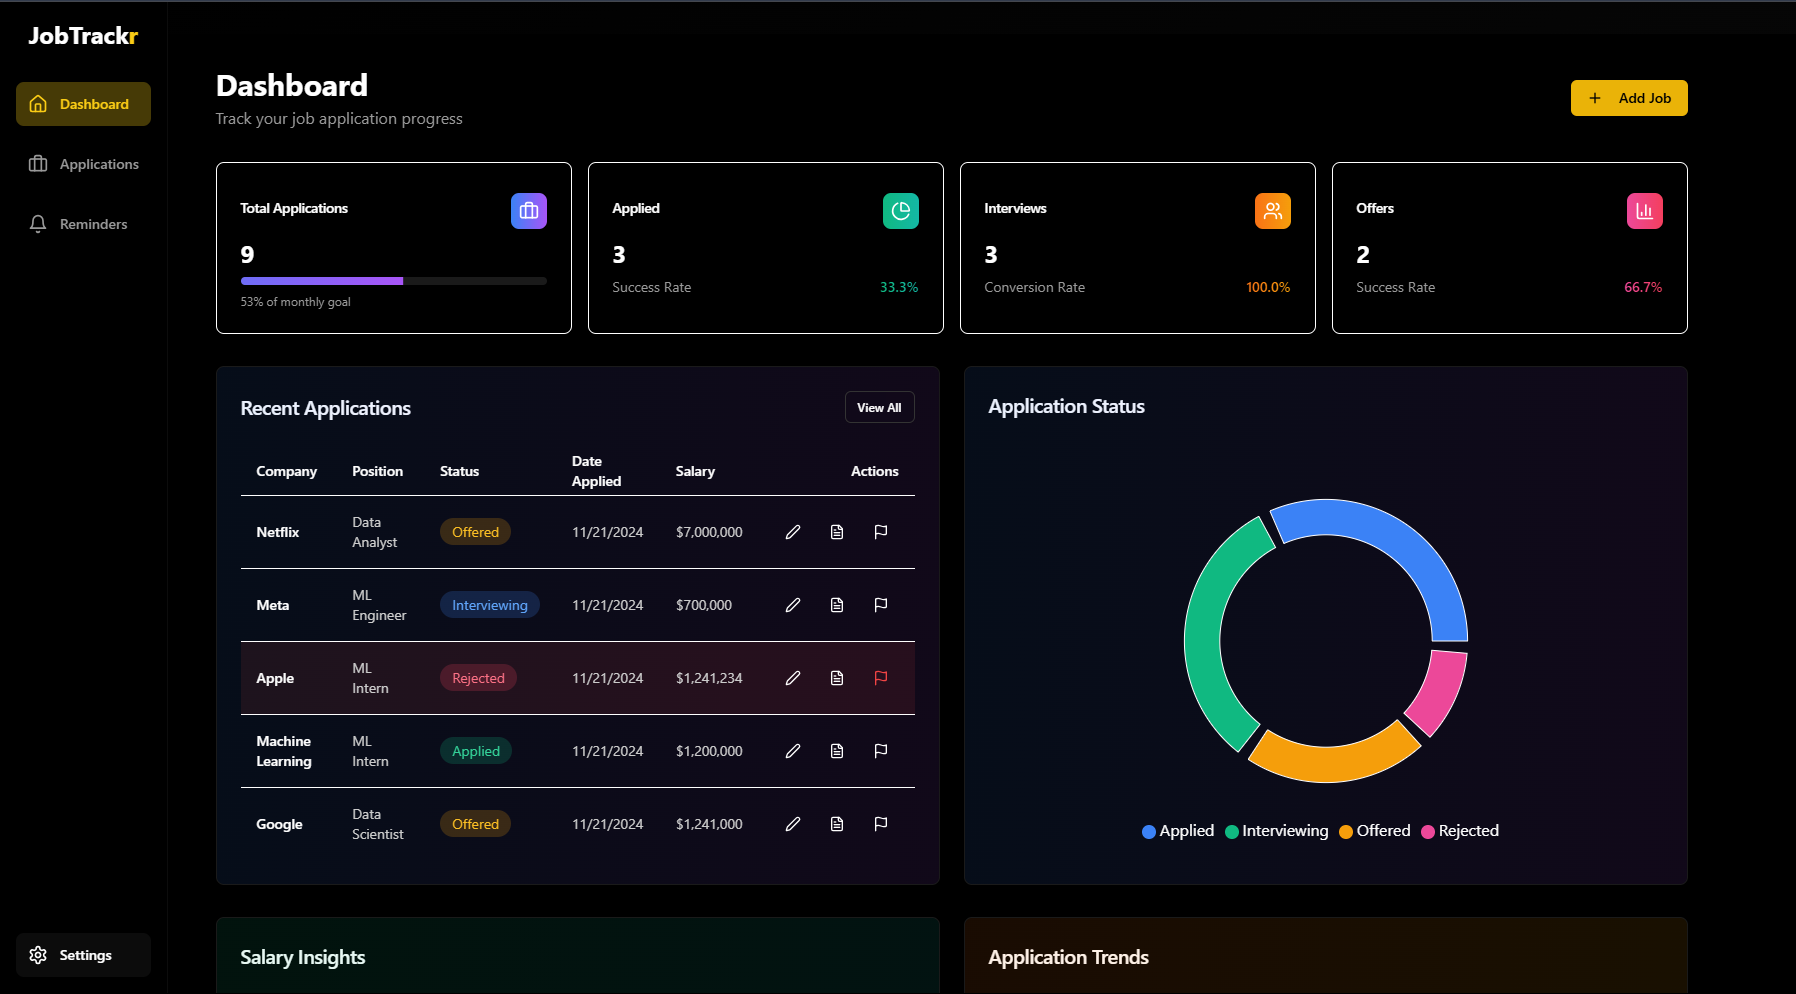 JobTrackr
Dashboard
Applications
Reminders
Settings
Dashboard
Track your job application progress
+ Add Job
Total Applications
9
53% of monthly goal
Applied
3
Success Rate 33.3%
Interviews
3
Conversion Rate 100.0%
Offers
2
Success Rate 66.7%
Recent Applications
View All
Company Position Status Date Applied Salary Actions
Netflix Data Analyst Offered 11/21/2024 $7,000,000
Meta ML Engineer Interviewing 11/21/2024 $700,000
Apple ML Intern Rejected 11/21/2024 $1,241,234
Machine Learning ML Intern Applied 11/21/2024 $1,200,000
Google Data Scientist Offered 11/21/2024 $1,241,000
Application Status
Applied Interviewing Offered Rejected
Salary Insights
Application Trends